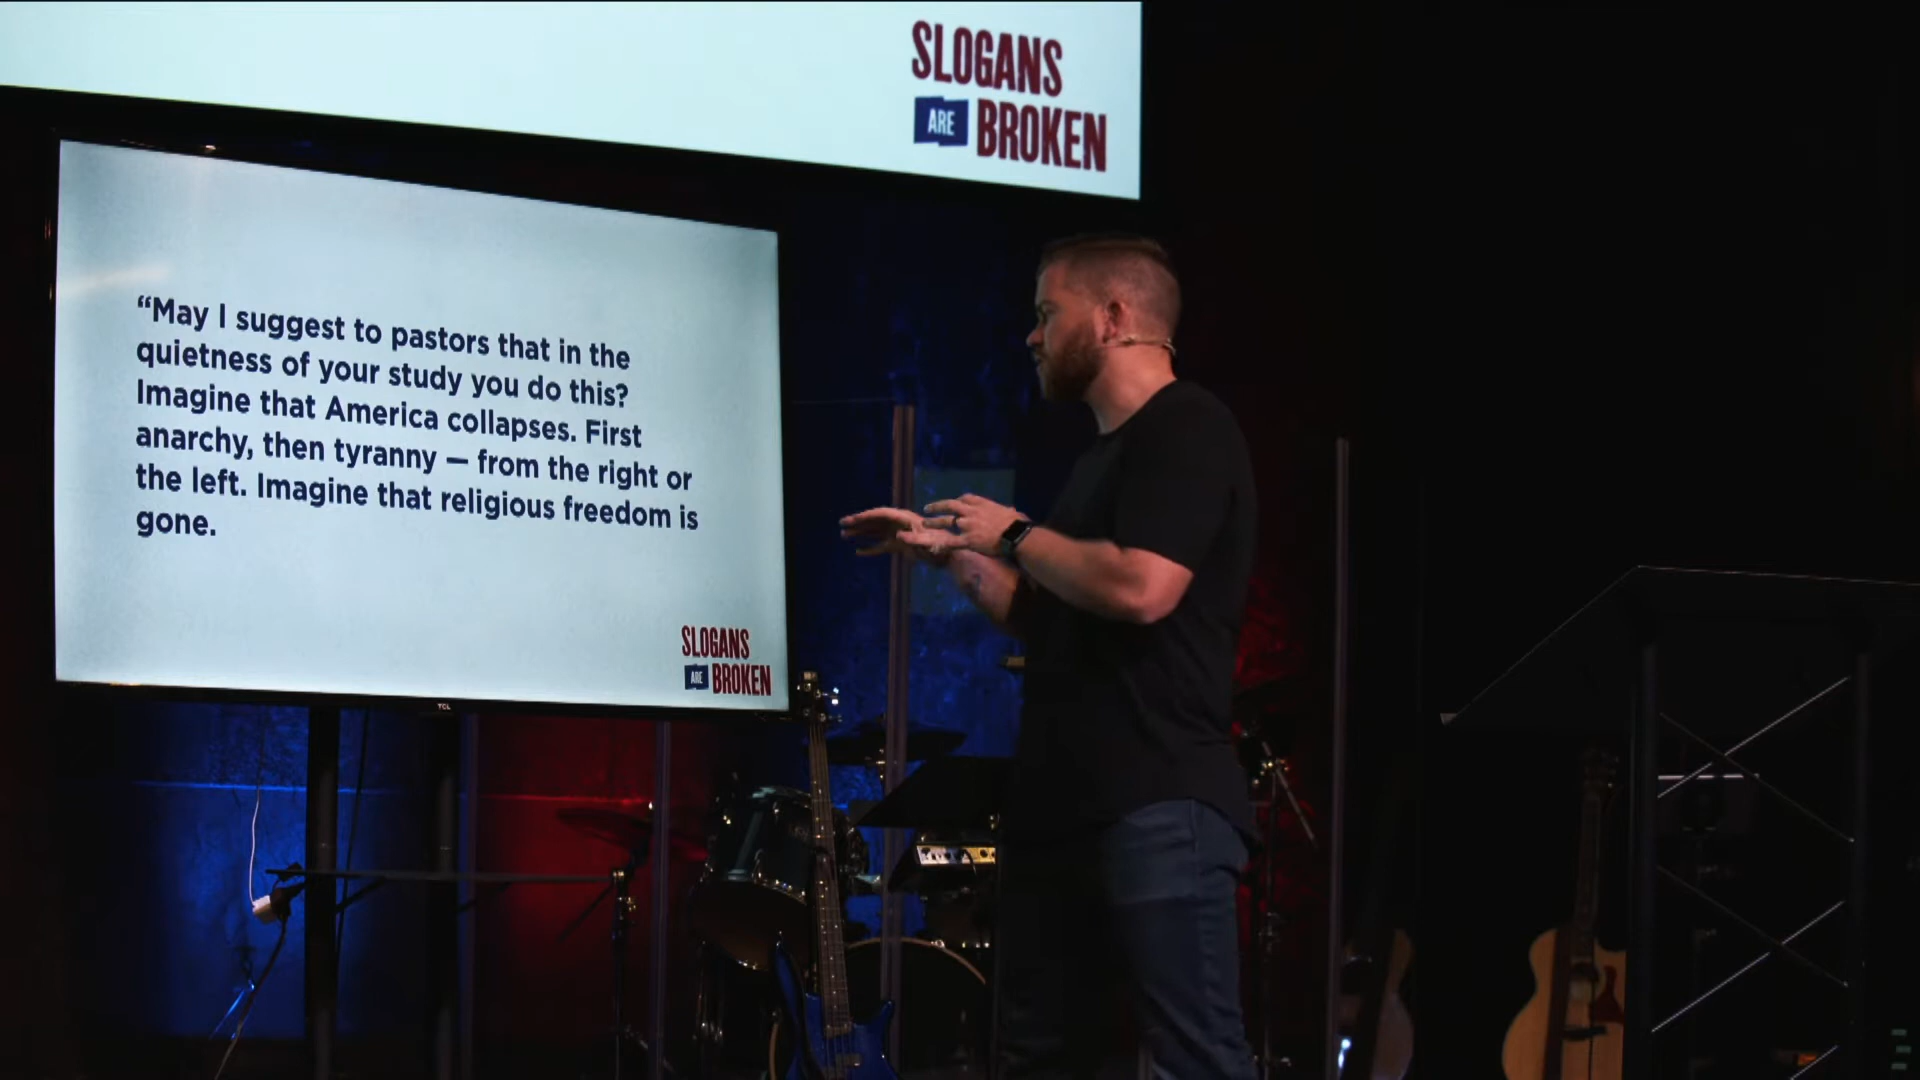 SLOGANS
ARE BROKEN
“May I suggest to pastors that in the
quietness of your study you do this?
Imagine that America collapses. First
anarchy, then tyranny — from the right or
the left. Imagine that religious freedom is
gone.
SLOGANS
ARE BROKEN
TCL